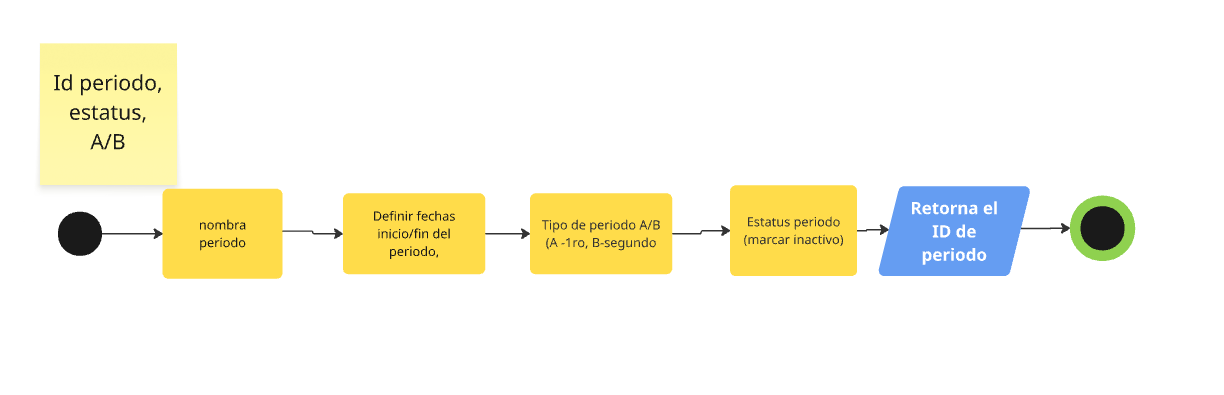 Id periodo,
estatus,
A/B
nombra
periodo
Definir fechas
inicio/fin del
periodo,
Tipo de periodo A/B
(A -1ro, B-segundo
Estatus periodo
(marcar inactivo)
Retorna el
ID de
periodo